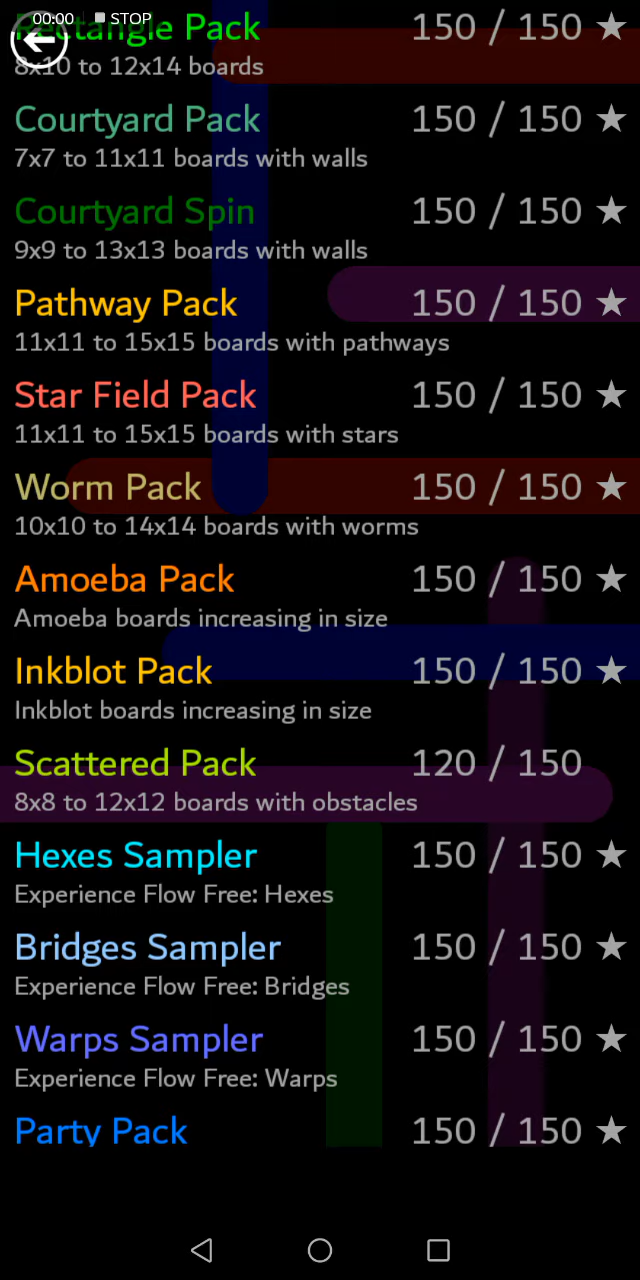 00:00 STOP
Rectangle Pack 150 / 150 ★
8x10 to 12x14 boards
Courtyard Pack 150 / 150 ★
7x7 to 11x11 boards with walls
Courtyard Spin 150 / 150 ★
9x9 to 13x13 boards with walls
Pathway Pack 150 / 150 ★
11x11 to 15x15 boards with pathways
Star Field Pack 150 / 150 ★
11x11 to 15x15 boards with stars
Worm Pack 150 / 150 ★
10x10 to 14x14 boards with worms
Amoeba Pack 150 / 150 ★
Amoeba boards increasing in size
Inkblot Pack 150 / 150 ★
Inkblot boards increasing in size
Scattered Pack 120 / 150
8x8 to 12x12 boards with obstacles
Hexes Sampler 150 / 150 ★
Experience Flow Free: Hexes
Bridges Sampler 150 / 150 ★
Experience Flow Free: Bridges
Warps Sampler 150 / 150 ★
Experience Flow Free: Warps
Party Pack 150 / 150 ★